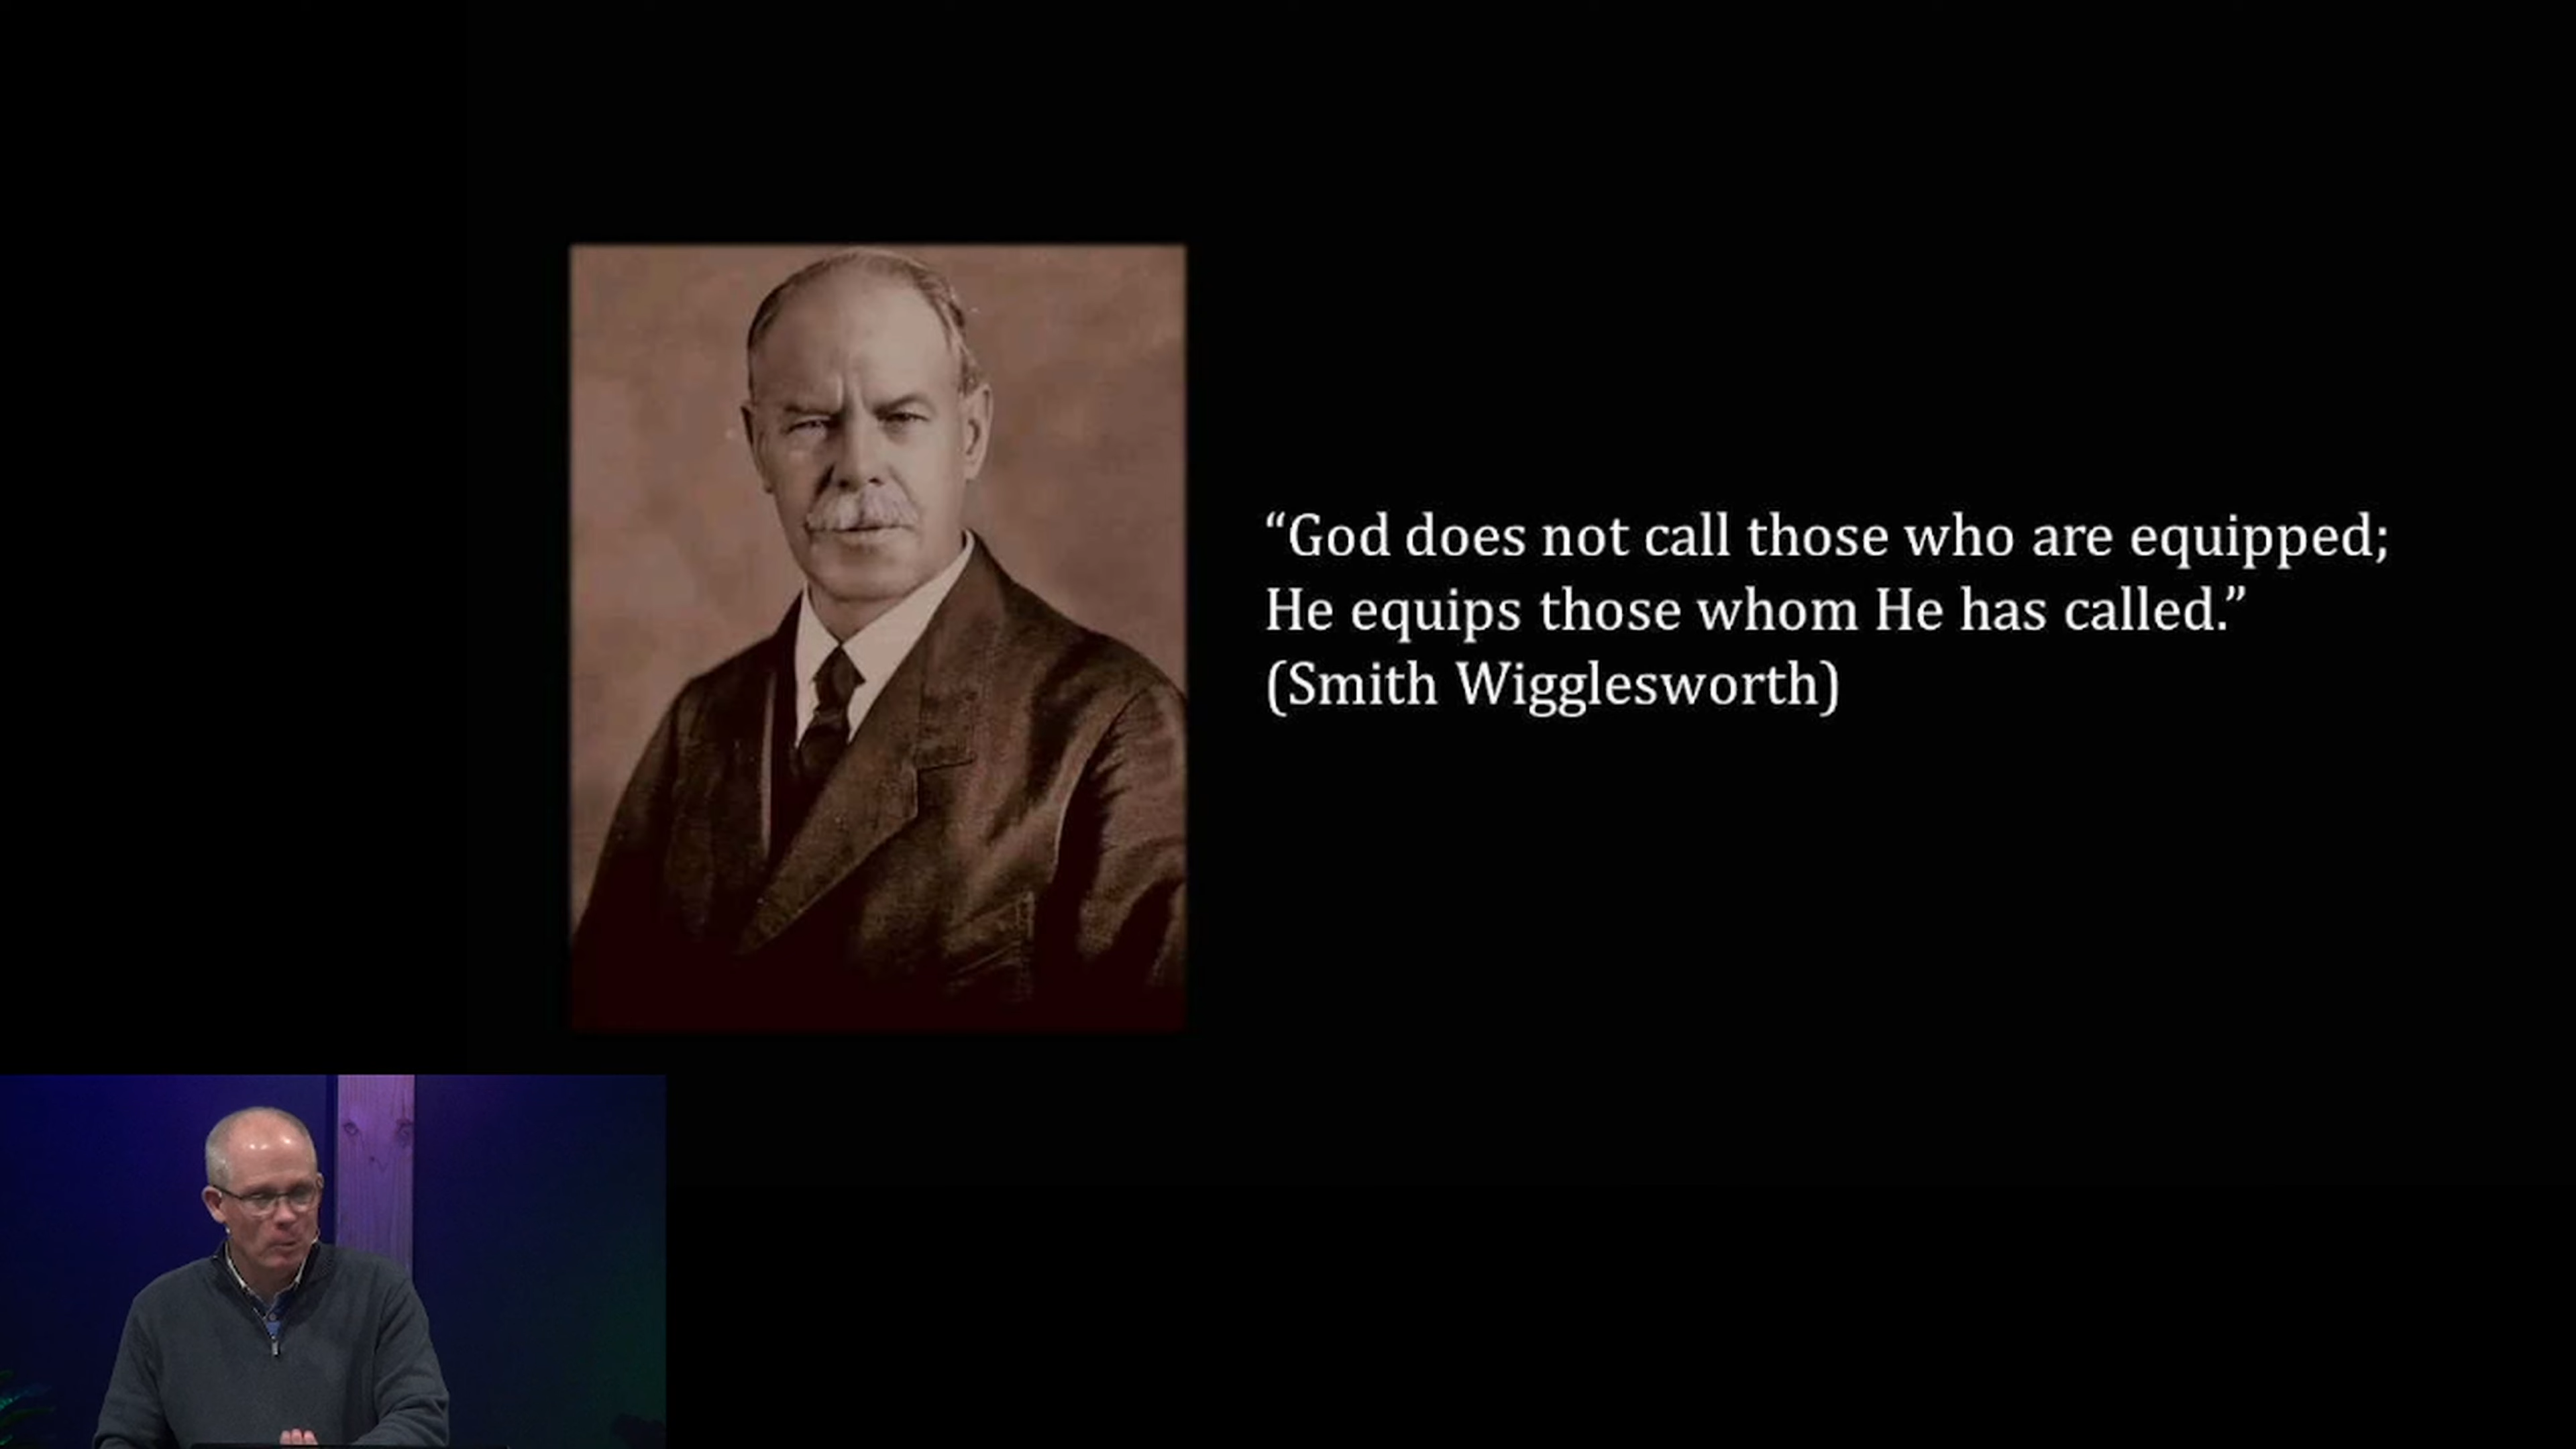 “God does not call those who are equipped;
He equips those whom He has called.”
(Smith Wigglesworth)